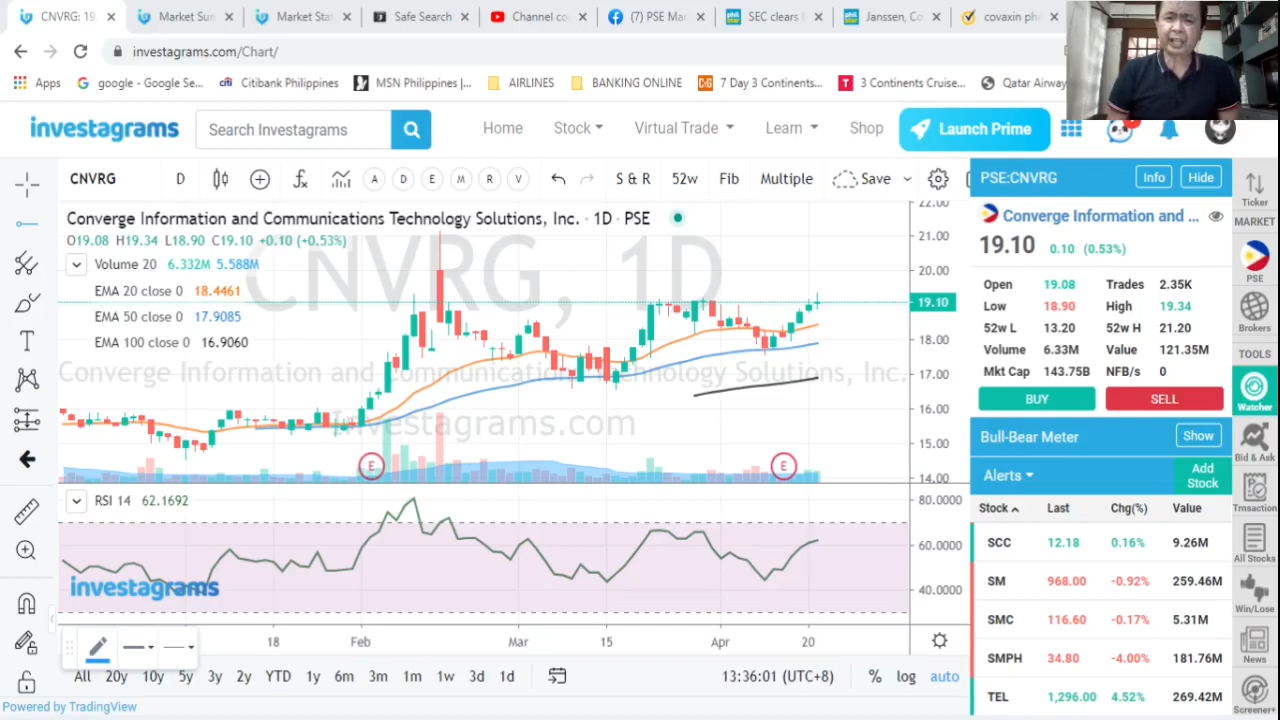 CNVRG: 19.10
Market Sum
Market Stat
Safe Search
Channel co
(7) PSE Mar
SEC clears
Janssen, Co
covaxin phi
investagrams.com/Chart/
Apps
google - Google Se...
Citibank Philippines
MSN Philippines |...
AIRLINES
BANKING ONLINE
7 Day 3 Continents...
3 Continents Cruise...
Qatar Airway
investagrams
Search Investagrams
Home
Stock
Virtual Trade
Learn
Shop
Launch Prime
CNVRG
D
A D E M R V
S & R
52w
Fib
Multiple
Save
Converge Information and Communications Technology Solutions, Inc. · 1D · PSE
O19.08 H19.34 L18.90 C19.10 +0.10 (+0.53%)
Volume 20 6.332M 5.588M
EMA 20 close 0 18.4461
EMA 50 close 0 17.9085
EMA 100 close 0 16.9060
CNVRG, 1D
Converge Information and Communications Technology Solutions, Inc.
Investagrams.com
22.00
21.00
20.00
19.10
18.00
17.00
16.00
15.00
14.00
E
E
RSI 14 62.1692
80.0000
60.0000
40.0000
investagrams
18 Feb Mar 15 Apr 20
All 20y 10y 5y 3y 2y YTD 1y 6m 3m 1m 1w 3d 1d
13:36:01 (UTC+8)
% log auto
Powered by TradingView
PSE:CNVRG
Info
Hide
Converge Information and ...
19.10 0.10 (0.53%)
Open 19.08 Trades 2.35K
Low 18.90 High 19.34
52w L 13.20 52w H 21.20
Volume 6.33M Value 121.35M
Mkt Cap 143.75B NFB/s 0
BUY
SELL
Bull-Bear Meter
Show
Alerts
Add Stock
Stock Last Chg(%) Value
SCC 12.18 0.16% 9.26M
SM 968.00 -0.92% 259.46M
SMC 116.60 -0.17% 5.31M
SMPH 34.80 -4.00% 181.76M
TEL 1,296.00 4.52% 269.42M
Ticker
MARKET
PSE
Brokers
TOOLS
Watcher
Bid & Ask
Trnsaction
All Stocks
Win/Lose
News
Screener+